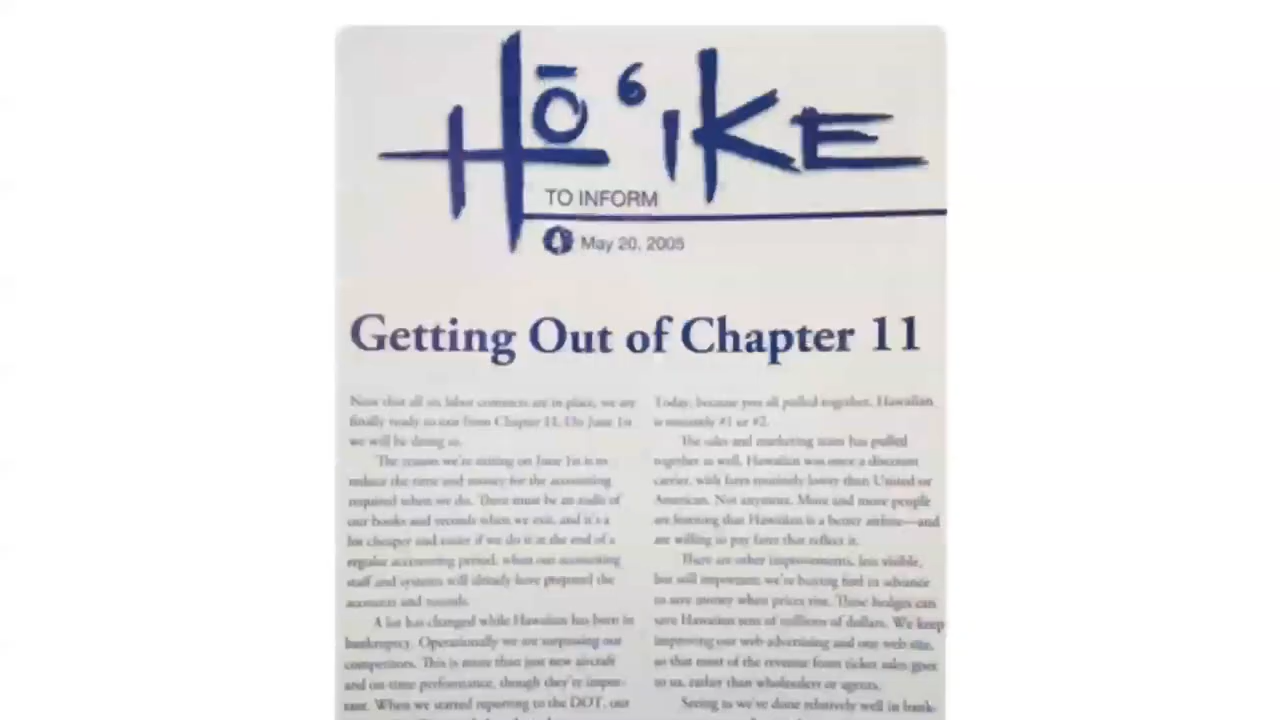 HŌ‘IKE
TO INFORM
May 20, 2005
Getting Out of Chapter 11
Now that all six labor contracts are in place, we are
finally ready to exit from Chapter 11. On June 1st
we will be doing so.
The reason we're exiting on June 1st is to
reduce the time and money for the accounting
required when we do. There must be an audit of
our books and records when we exit, and it's a
lot cheaper and easier if we do it at the end of a
regular accounting period, when our accounting
staff and systems will already have prepared the
accounts and records.
A lot has changed while Hawaiian has been in
bankruptcy. Operationally we are surpassing our
competitors. This is more than just new aircraft
and on-time performance, though they're impor-
tant. When we started reporting to the DOT, our
Today, because you all pulled together, Hawaiian
is routinely #1 or #2.
The sales and marketing team has pulled
together as well. Hawaiian was once a discount
carrier, with fares routinely lower than United or
American. Not anymore. More and more people
are learning that Hawaiian is a better airline—and
are willing to pay fares that reflect it.
There are other improvements, less visible,
but still important: we're buying fuel in advance
to save money when prices rise. These hedges can
save Hawaiian tens of millions of dollars. We keep
improving our web advertising and our web site,
so that most of the revenue from ticket sales goes
to us, rather than wholesalers or agents.
Seeing as we've done relatively well in bank-